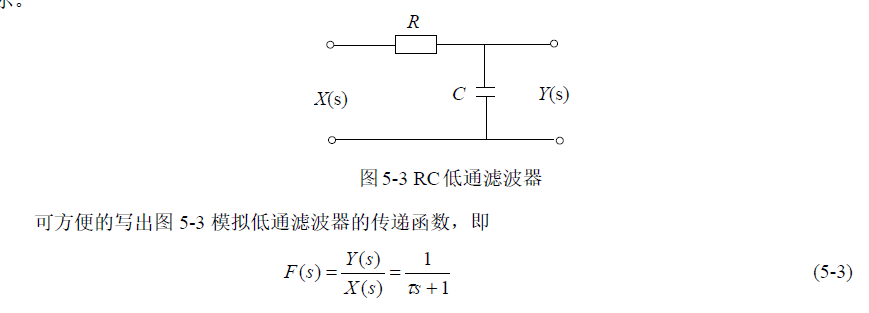 示。
R
X(s)
C
Y(s)
图 5-3 RC 低通滤波器
可方便的写出图 5-3 模拟低通滤波器的传递函数，即
F(s) = Y(s)/X(s) = 1/(τs + 1) (5-3)